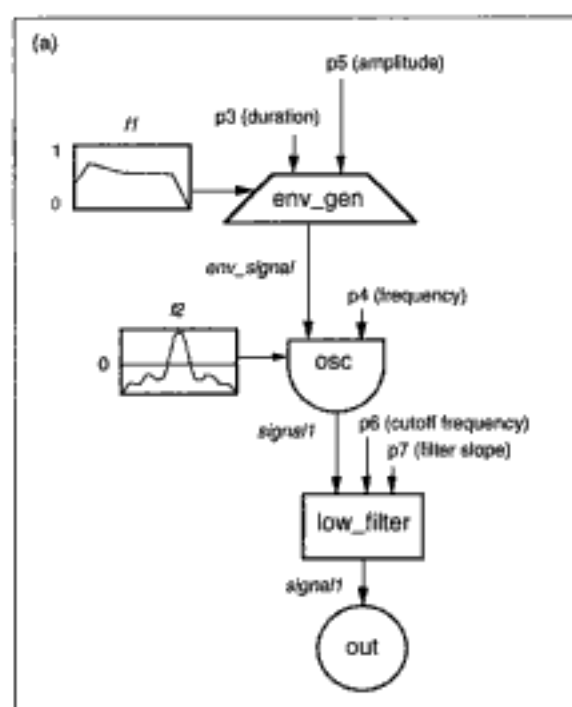 (a)
p5 (amplitude)
p3 (duration)
f1
1
0
env_gen
env_signal
p4 (frequency)
f2
0
osc
signal1
p6 (cutoff frequency)
p7 (filter slope)
low_filter
signal1
out